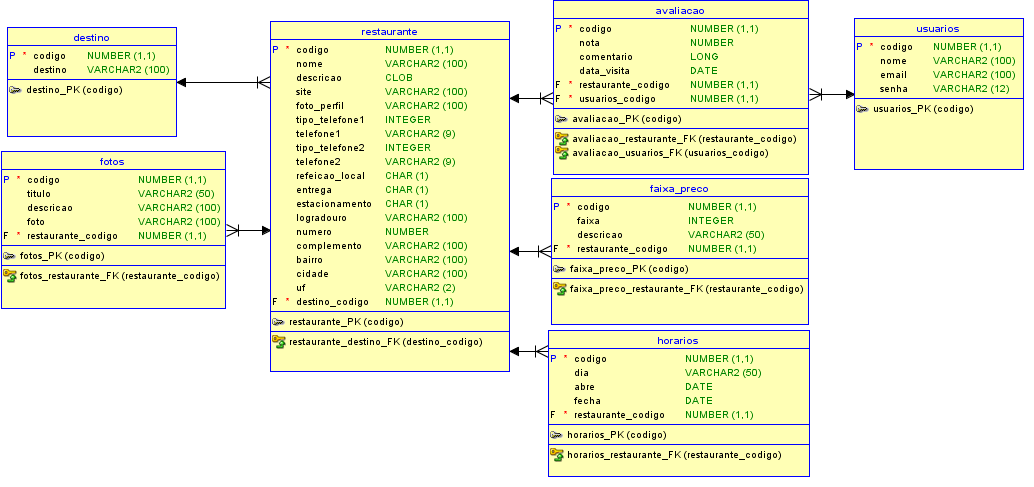 destino
P * codigo NUMBER (1,1)
destino VARCHAR2 (100)
destino_PK (codigo)
fotos
P * codigo NUMBER (1,1)
titulo VARCHAR2 (50)
descricao VARCHAR2 (100)
foto VARCHAR2 (100)
F * restaurante_codigo NUMBER (1,1)
fotos_PK (codigo)
fotos_restaurante_FK (restaurante_codigo)
restaurante
P * codigo NUMBER (1,1)
nome VARCHAR2 (100)
descricao CLOB
site VARCHAR2 (100)
foto_perfil VARCHAR2 (100)
tipo_telefone1 INTEGER
telefone1 VARCHAR2 (9)
tipo_telefone2 INTEGER
telefone2 VARCHAR2 (9)
refeicao_local CHAR (1)
entrega CHAR (1)
estacionamento CHAR (1)
logradouro VARCHAR2 (100)
numero NUMBER
complemento VARCHAR2 (100)
bairro VARCHAR2 (100)
cidade VARCHAR2 (100)
uf VARCHAR2 (2)
F * destino_codigo NUMBER (1,1)
restaurante_PK (codigo)
restaurante_destino_FK (destino_codigo)
avaliacao
P * codigo NUMBER (1,1)
nota NUMBER
comentario LONG
data_visita DATE
F * restaurante_codigo NUMBER (1,1)
F * usuarios_codigo NUMBER (1,1)
avaliacao_PK (codigo)
avaliacao_restaurante_FK (restaurante_codigo)
avaliacao_usuarios_FK (usuarios_codigo)
usuarios
P * codigo NUMBER (1,1)
nome VARCHAR2 (100)
email VARCHAR2 (100)
senha VARCHAR2 (12)
usuarios_PK (codigo)
faixa_preco
P * codigo NUMBER (1,1)
faixa INTEGER
descricao VARCHAR2 (50)
F * restaurante_codigo NUMBER (1,1)
faixa_preco_PK (codigo)
faixa_preco_restaurante_FK (restaurante_codigo)
horarios
P * codigo NUMBER (1,1)
dia VARCHAR2 (50)
abre DATE
fecha DATE
F * restaurante_codigo NUMBER (1,1)
horarios_PK (codigo)
horarios_restaurante_FK (restaurante_codigo)